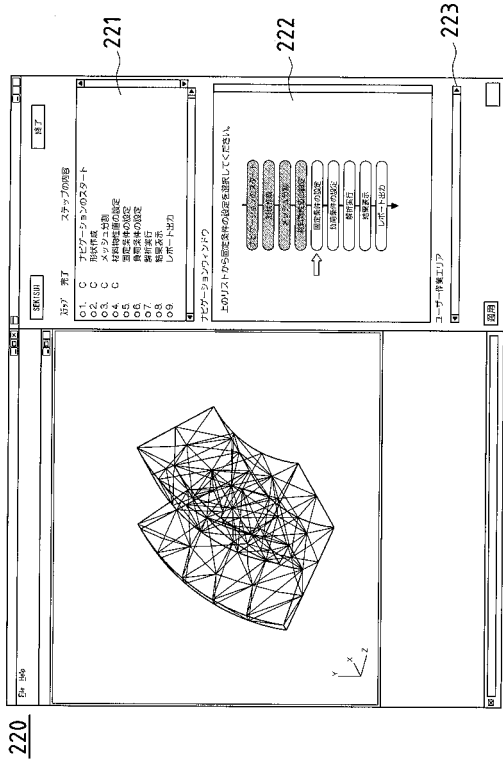 220
File Help
Y
X
Z
SEKISUI
終了
ステップ 完了 ステップの内容
1. C ナビゲーションのスタート
2. C 形状作成
3. C メッシュ分割
4. C 材料物性値の設定
5. 固定条件の設定
6. 負荷条件の設定
7. 解析実行
8. 結果表示
9. レポート出力
221
ナビゲーションウィンドウ
上のリストから固定条件の設定を選択してください。
ナビゲーションのスタート
形状作成
メッシュ分割
材料物性値の設定
固定条件の設定
負荷条件の設定
解析実行
結果表示
レポート出力
222
ユーザー作業エリア
223
適用